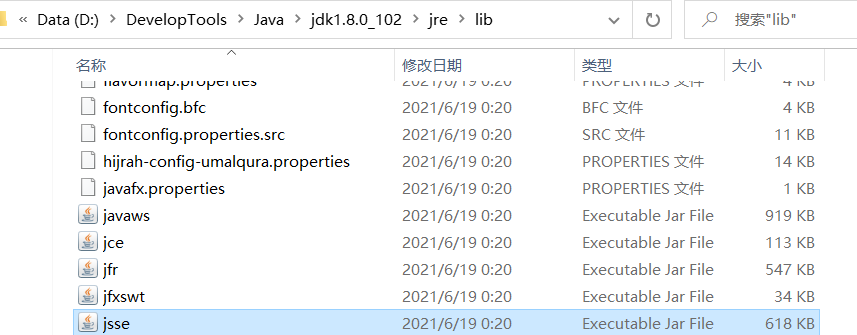 « Data (D:) > DevelopTools > Java > jdk1.8.0_102 > jre > lib 搜索"lib"
名称 修改日期 类型 大小
flavormap.properties 2021/6/19 0:20 PROPERTIES 文件 4 KB
fontconfig.bfc 2021/6/19 0:20 BFC 文件 4 KB
fontconfig.properties.src 2021/6/19 0:20 SRC 文件 11 KB
hijrah-config-umalqura.properties 2021/6/19 0:20 PROPERTIES 文件 14 KB
javafx.properties 2021/6/19 0:20 PROPERTIES 文件 1 KB
javaws 2021/6/19 0:20 Executable Jar File 919 KB
jce 2021/6/19 0:20 Executable Jar File 113 KB
jfr 2021/6/19 0:20 Executable Jar File 547 KB
jfxswt 2021/6/19 0:20 Executable Jar File 34 KB
jsse 2021/6/19 0:20 Executable Jar File 618 KB